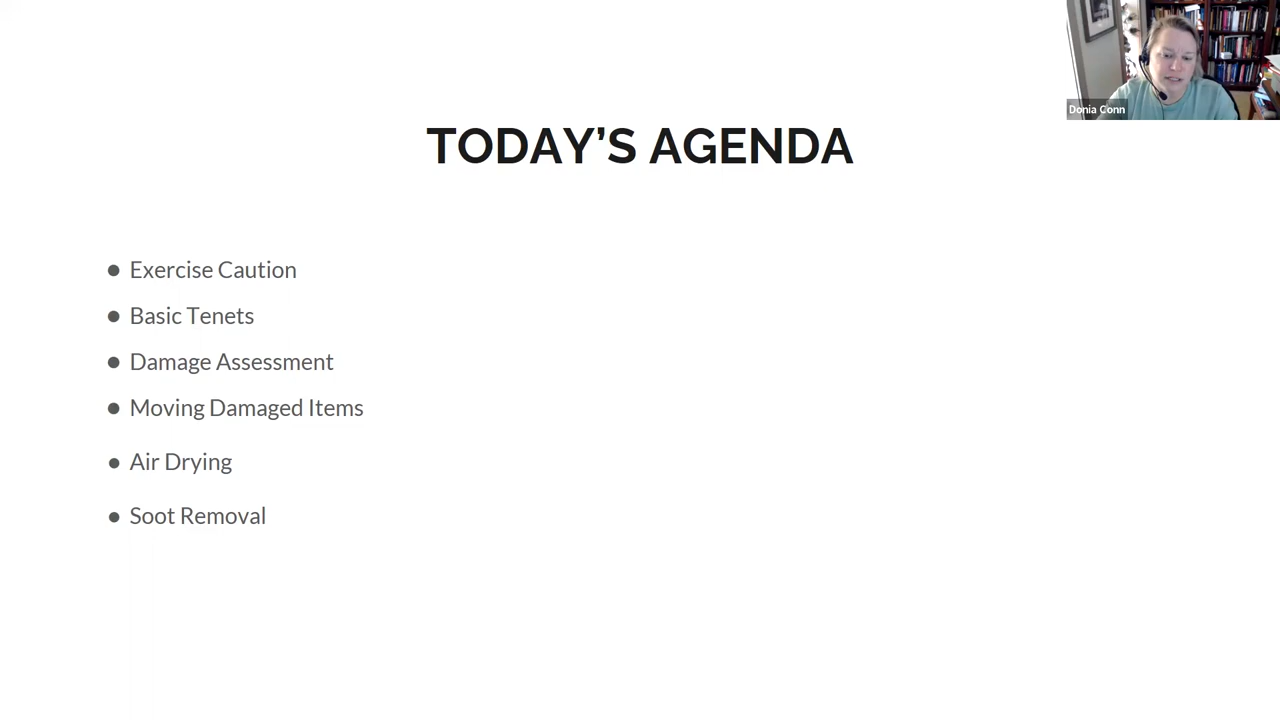 Donia Conn
TODAY’S AGENDA
● Exercise Caution
● Basic Tenets
● Damage Assessment
● Moving Damaged Items
● Air Drying
● Soot Removal